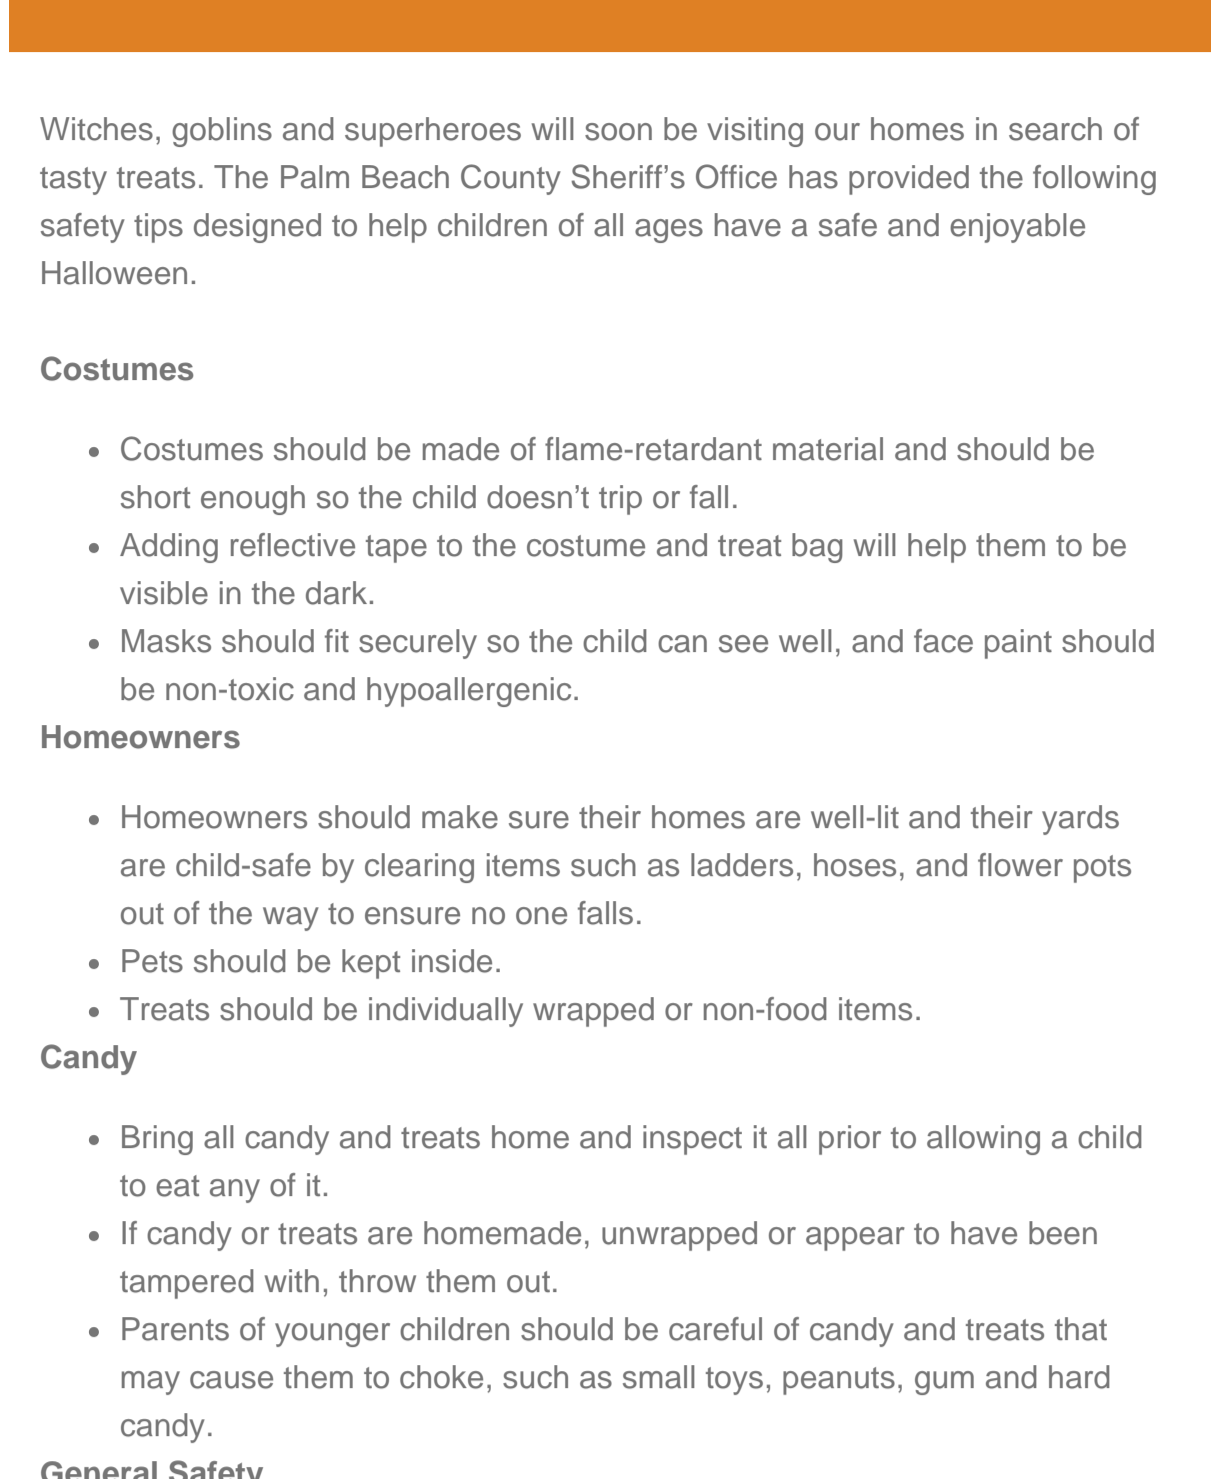 Witches, goblins and superheroes will soon be visiting our homes in search of
tasty treats. The Palm Beach County Sheriff’s Office has provided the following
safety tips designed to help children of all ages have a safe and enjoyable
Halloween.
Costumes
• Costumes should be made of flame-retardant material and should be
short enough so the child doesn’t trip or fall.
• Adding reflective tape to the costume and treat bag will help them to be
visible in the dark.
• Masks should fit securely so the child can see well, and face paint should
be non-toxic and hypoallergenic.
Homeowners
• Homeowners should make sure their homes are well-lit and their yards
are child-safe by clearing items such as ladders, hoses, and flower pots
out of the way to ensure no one falls.
• Pets should be kept inside.
• Treats should be individually wrapped or non-food items.
Candy
• Bring all candy and treats home and inspect it all prior to allowing a child
to eat any of it.
• If candy or treats are homemade, unwrapped or appear to have been
tampered with, throw them out.
• Parents of younger children should be careful of candy and treats that
may cause them to choke, such as small toys, peanuts, gum and hard
candy.
General Safety